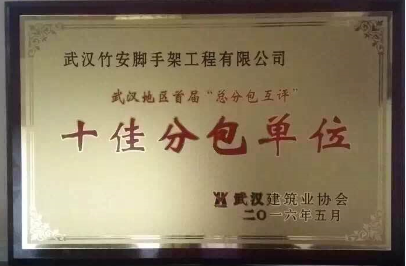 武汉竹安脚手架工程有限公司
武汉地区首届“总分包互评”
十佳分包单位
武汉建筑业协会
二〇一六年五月